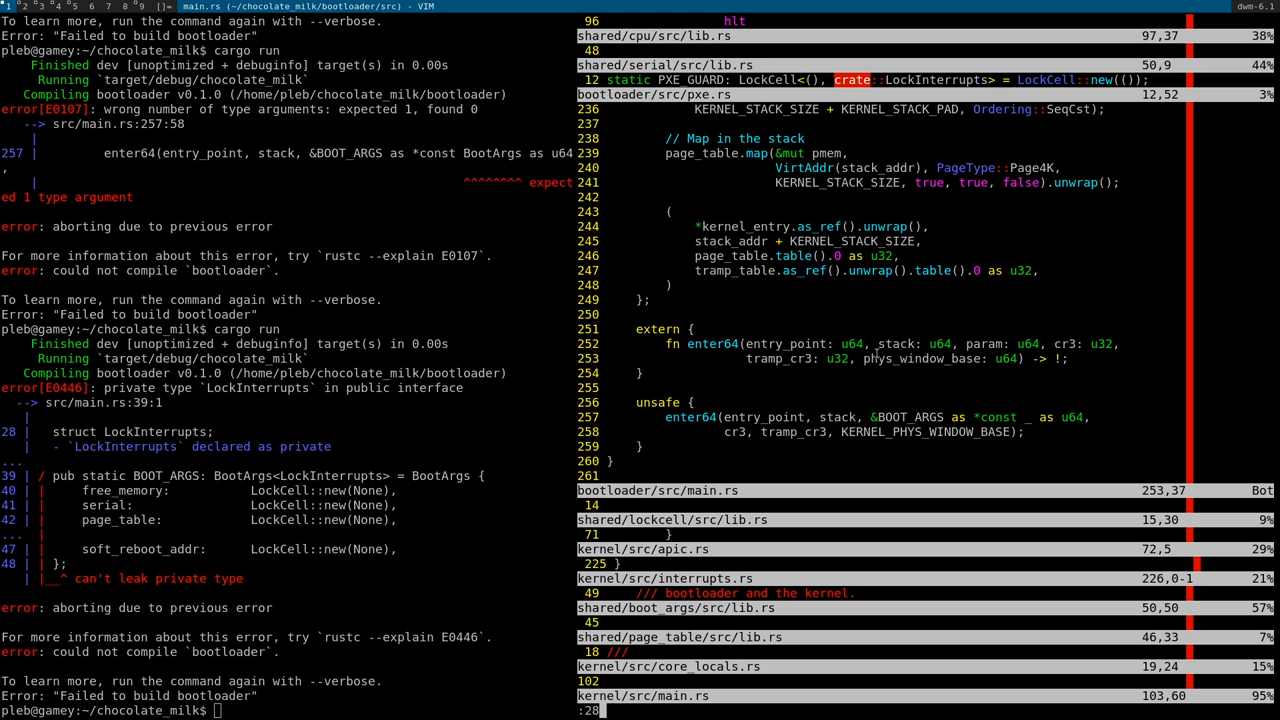 1 2 3 4 5 6 7 8 9 []= main.rs (~/chocolate_milk/bootloader/src) - VIM dwm-6.1
To learn more, run the command again with --verbose.
Error: "Failed to build bootloader"
pleb@gamey:~/chocolate_milk$ cargo run
    Finished dev [unoptimized + debuginfo] target(s) in 0.00s
     Running `target/debug/chocolate_milk`
   Compiling bootloader v0.1.0 (/home/pleb/chocolate_milk/bootloader)
error[E0107]: wrong number of type arguments: expected 1, found 0
   --> src/main.rs:257:58
    |
257 |         enter64(entry_point, stack, &BOOT_ARGS as *const BootArgs as u64
,
    |                                                          ^^^^^^^^ expect
ed 1 type argument
error: aborting due to previous error
For more information about this error, try `rustc --explain E0107`.
error: could not compile `bootloader`.
To learn more, run the command again with --verbose.
Error: "Failed to build bootloader"
pleb@gamey:~/chocolate_milk$ cargo run
    Finished dev [unoptimized + debuginfo] target(s) in 0.00s
     Running `target/debug/chocolate_milk`
   Compiling bootloader v0.1.0 (/home/pleb/chocolate_milk/bootloader)
error[E0446]: private type `LockInterrupts` in public interface
  --> src/main.rs:39:1
   |
28 |   struct LockInterrupts;
   |   - `LockInterrupts` declared as private
...
39 | / pub static BOOT_ARGS: BootArgs<LockInterrupts> = BootArgs {
40 | |     free_memory:           LockCell::new(None),
41 | |     serial:                LockCell::new(None),
42 | |     page_table:            LockCell::new(None),
...  |
47 | |     soft_reboot_addr:      LockCell::new(None),
48 | | };
   | |__^ can't leak private type
error: aborting due to previous error
For more information about this error, try `rustc --explain E0446`.
error: could not compile `bootloader`.
To learn more, run the command again with --verbose.
Error: "Failed to build bootloader"
pleb@gamey:~/chocolate_milk$
96                 hlt
shared/cpu/src/lib.rs 97,37 38%
48
shared/serial/src/lib.rs 50,9 44%
12 static PXE_GUARD: LockCell<(), crate::LockInterrupts> = LockCell::new(());
bootloader/src/pxe.rs 12,52 3%
236             KERNEL_STACK_SIZE + KERNEL_STACK_PAD, Ordering::SeqCst);
237
238         // Map in the stack
239         page_table.map(&mut pmem,
240                        VirtAddr(stack_addr), PageType::Page4K,
241                        KERNEL_STACK_SIZE, true, true, false).unwrap();
242
243         (
244             *kernel_entry.as_ref().unwrap(),
245             stack_addr + KERNEL_STACK_SIZE,
246             page_table.table().0 as u32,
247             tramp_table.as_ref().unwrap().table().0 as u32,
248         )
249     };
250
251     extern {
252         fn enter64(entry_point: u64, stack: u64, param: u64, cr3: u32,
253                    tramp_cr3: u32, phys_window_base: u64) -> !;
254     }
255
256     unsafe {
257         enter64(entry_point, stack, &BOOT_ARGS as *const _ as u64,
258                 cr3, tramp_cr3, KERNEL_PHYS_WINDOW_BASE);
259     }
260 }
261
bootloader/src/main.rs 253,37 Bot
14
shared/lockcell/src/lib.rs 15,30 9%
71         }
kernel/src/apic.rs 72,5 29%
225 }
kernel/src/interrupts.rs 226,0-1 21%
49     /// bootloader and the kernel.
shared/boot_args/src/lib.rs 50,50 57%
45
shared/page_table/src/lib.rs 46,33 7%
18 ///
kernel/src/core_locals.rs 19,24 15%
102
kernel/src/main.rs 103,60 95%
:28